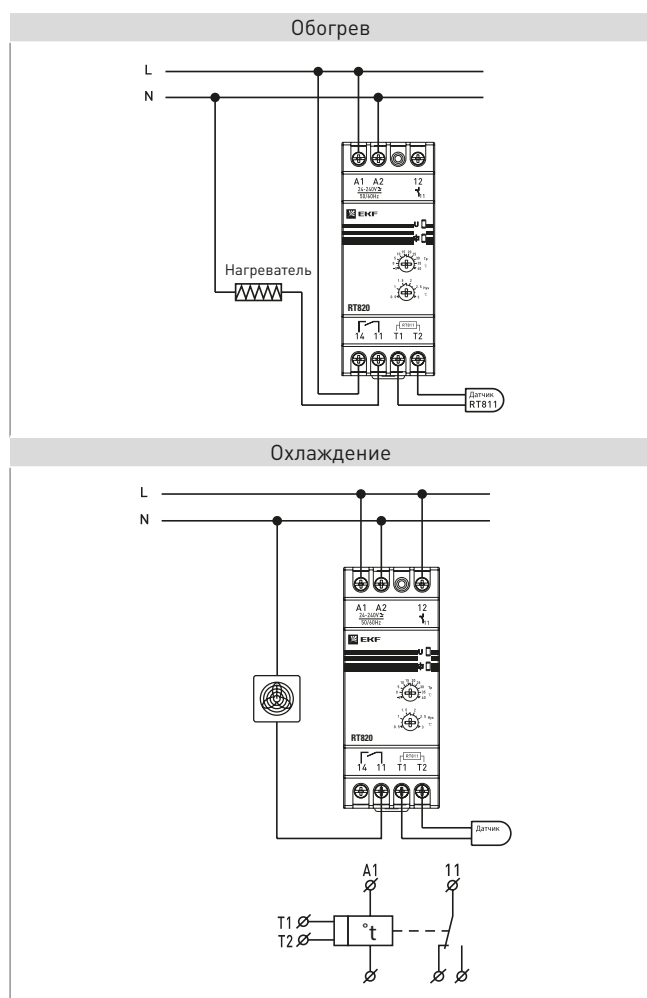 Обогрев
L
N
A1 A2 12
24-240V
50/60Hz
11
EKF
U
Нагреватель
RT820
RT811
14 11 T1 T2
Датчик
RT811
Охлаждение
L
N
A1 A2 12
24-240V
50/60Hz
11
EKF
U
RT820
RT811
14 11 T1 T2
Датчик
A1
11
T1
T2
°t